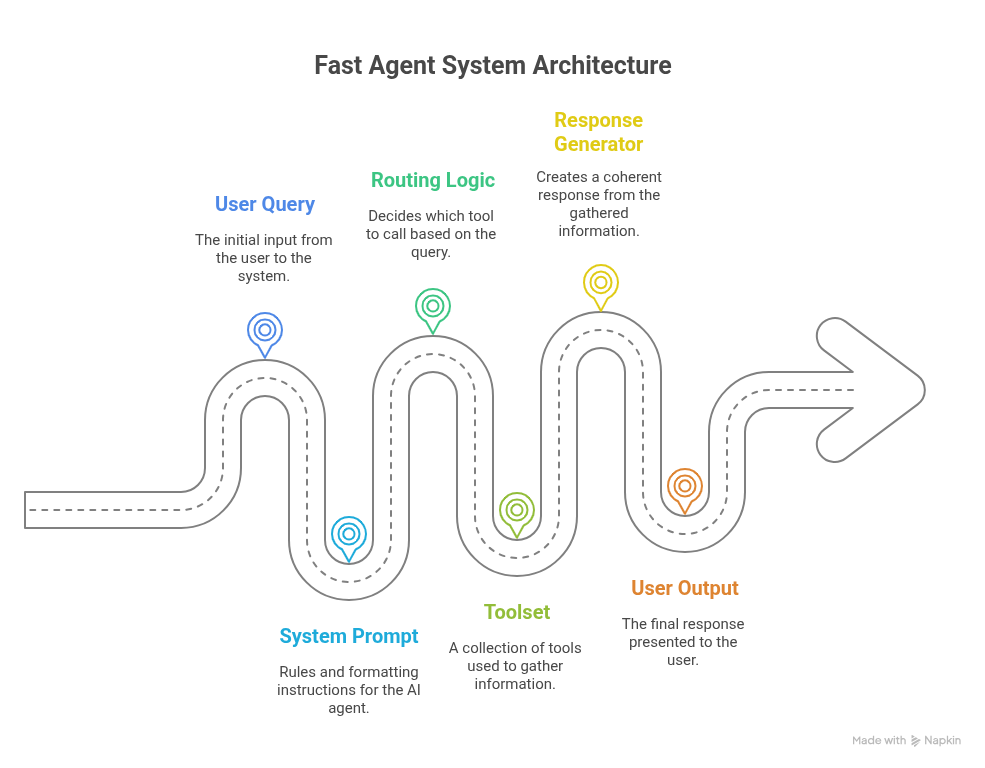 Fast Agent System Architecture
User Query
The initial input from
the user to the
system.
System Prompt
Rules and formatting
instructions for the AI
agent.
Routing Logic
Decides which tool
to call based on the
query.
Toolset
A collection of tools
used to gather
information.
Response
Generator
Creates a coherent
response from the
gathered
information.
User Output
The final response
presented to the
user.
Made with Napkin